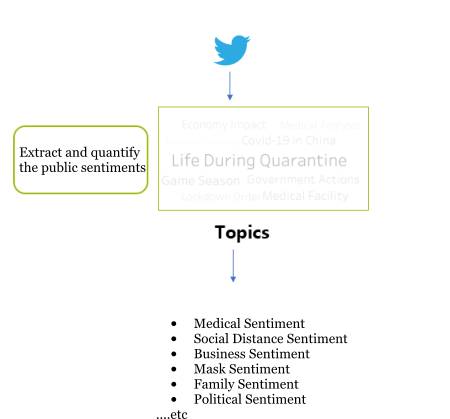 Economy Impact Medical Analysis
Covid-19 in China
Extract and quantify
the public sentiments
Life During Quarantine
Game Season Government Actions
Lockdown Order Medical Facility
Topics
• Medical Sentiment
• Social Distance Sentiment
• Business Sentiment
• Mask Sentiment
• Family Sentiment
• Political Sentiment
....etc